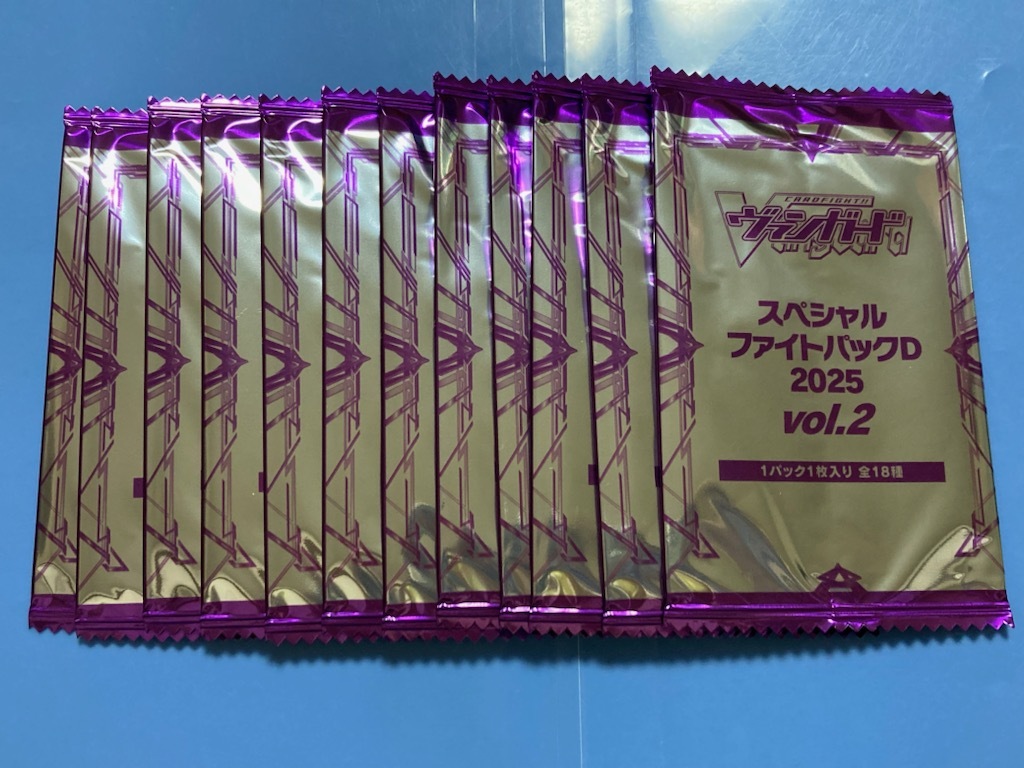 CARDFIGHT!!
ヴァンガード
スペシャル
ファイトパックD
2025
vol.2
1パック1枚入り 全18種